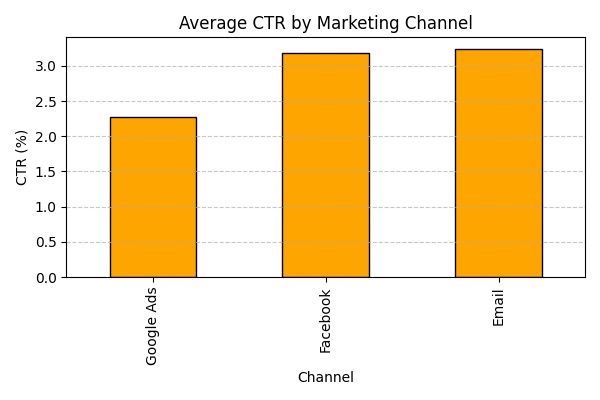 Average CTR by Marketing Channel
CTR (%)
3.0
2.5
2.0
1.5
1.0
0.5
0.0
Google Ads
Facebook
Email
Channel